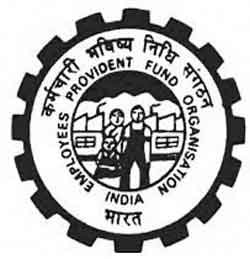 कर्मचारी भविष्य निधि संगठन
EMPLOYEES PROVIDENT FUND ORGANISATION
INDIA
भारत